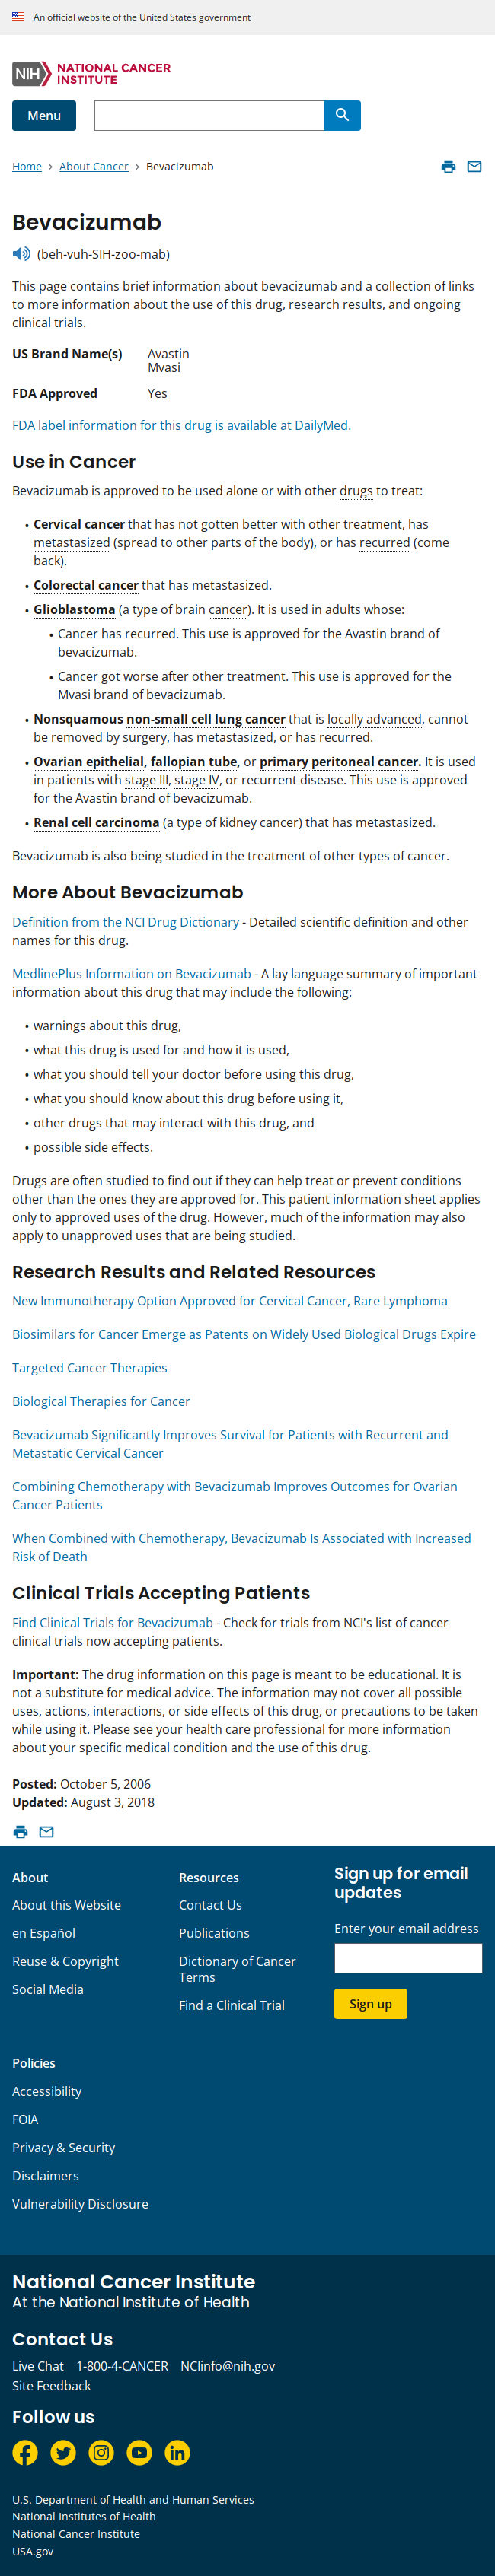 An official website of the United States government
NIH NATIONAL CANCER
INSTITUTE
Menu
Home > About Cancer > Bevacizumab
Bevacizumab
(beh-vuh-SIH-zoo-mab)
This page contains brief information about bevacizumab and a collection of links
to more information about the use of this drug, research results, and ongoing
clinical trials.
US Brand Name(s) Avastin
Mvasi
FDA Approved Yes
FDA label information for this drug is available at DailyMed.
Use in Cancer
Bevacizumab is approved to be used alone or with other drugs to treat:
• Cervical cancer that has not gotten better with other treatment, has
metastasized (spread to other parts of the body), or has recurred (come
back).
• Colorectal cancer that has metastasized.
• Glioblastoma (a type of brain cancer). It is used in adults whose:
• Cancer has recurred. This use is approved for the Avastin brand of
bevacizumab.
• Cancer got worse after other treatment. This use is approved for the
Mvasi brand of bevacizumab.
• Nonsquamous non-small cell lung cancer that is locally advanced, cannot
be removed by surgery, has metastasized, or has recurred.
• Ovarian epithelial, fallopian tube, or primary peritoneal cancer. It is used
in patients with stage III, stage IV, or recurrent disease. This use is approved
for the Avastin brand of bevacizumab.
• Renal cell carcinoma (a type of kidney cancer) that has metastasized.
Bevacizumab is also being studied in the treatment of other types of cancer.
More About Bevacizumab
Definition from the NCI Drug Dictionary - Detailed scientific definition and other
names for this drug.
MedlinePlus Information on Bevacizumab - A lay language summary of important
information about this drug that may include the following:
• warnings about this drug,
• what this drug is used for and how it is used,
• what you should tell your doctor before using this drug,
• what you should know about this drug before using it,
• other drugs that may interact with this drug, and
• possible side effects.
Drugs are often studied to find out if they can help treat or prevent conditions
other than the ones they are approved for. This patient information sheet applies
only to approved uses of the drug. However, much of the information may also
apply to unapproved uses that are being studied.
Research Results and Related Resources
New Immunotherapy Option Approved for Cervical Cancer, Rare Lymphoma
Biosimilars for Cancer Emerge as Patents on Widely Used Biological Drugs Expire
Targeted Cancer Therapies
Biological Therapies for Cancer
Bevacizumab Significantly Improves Survival for Patients with Recurrent and
Metastatic Cervical Cancer
Combining Chemotherapy with Bevacizumab Improves Outcomes for Ovarian
Cancer Patients
When Combined with Chemotherapy, Bevacizumab Is Associated with Increased
Risk of Death
Clinical Trials Accepting Patients
Find Clinical Trials for Bevacizumab - Check for trials from NCI's list of cancer
clinical trials now accepting patients.
Important: The drug information on this page is meant to be educational. It is
not a substitute for medical advice. The information may not cover all possible
uses, actions, interactions, or side effects of this drug, or precautions to be taken
while using it. Please see your health care professional for more information
about your specific medical condition and the use of this drug.
Posted: October 5, 2006
Updated: August 3, 2018
About
About this Website
en Español
Reuse & Copyright
Social Media
Resources
Contact Us
Publications
Dictionary of Cancer
Terms
Find a Clinical Trial
Sign up for email
updates
Enter your email address
Sign up
Policies
Accessibility
FOIA
Privacy & Security
Disclaimers
Vulnerability Disclosure
National Cancer Institute
At the National Institute of Health
Contact Us
Live Chat 1-800-4-CANCER NCIinfo@nih.gov
Site Feedback
Follow us
U.S. Department of Health and Human Services
National Institutes of Health
National Cancer Institute
USA.gov